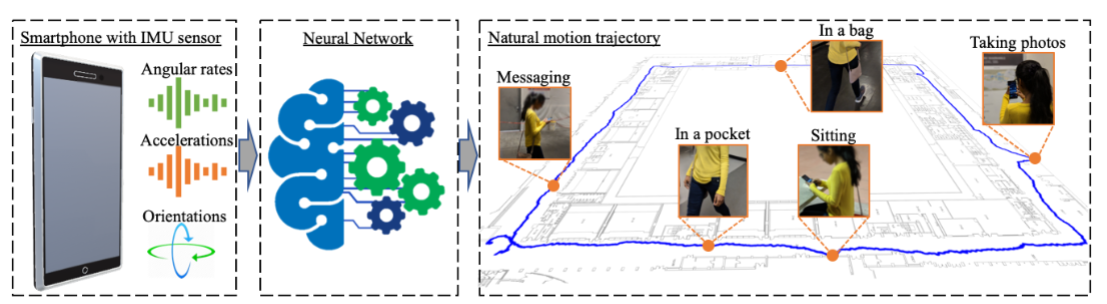 Smartphone with IMU sensor
Angular rates
Accelerations
Orientations
Neural Network
Natural motion trajectory
In a bag
Taking photos
Messaging
In a pocket
Sitting